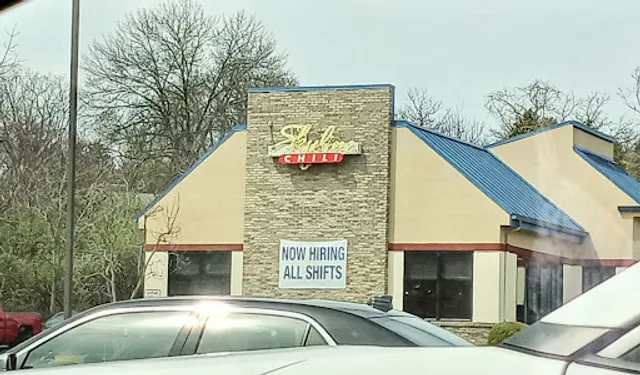 Skyline
CHILI
NOW HIRING
ALL SHIFTS